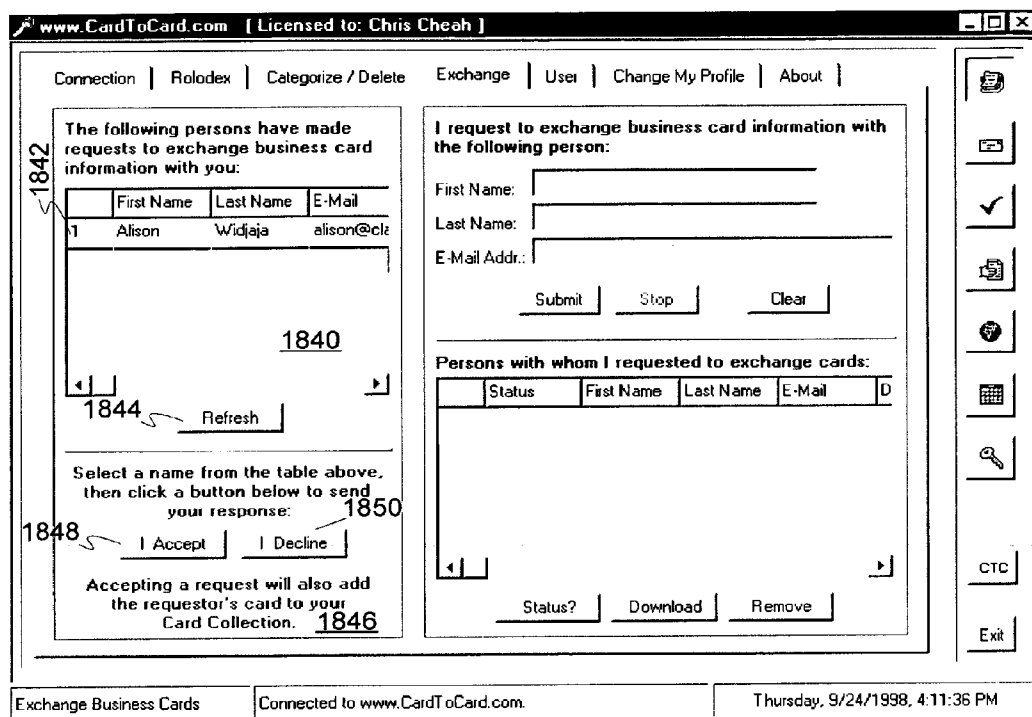 www.CardToCard.com [ Licensed to: Chris Cheah ]
Connection | Rolodex | Categorize / Delete Exchange | User | Change My Profile | About |
The following persons have made
requests to exchange business card
information with you:
1842
First Name Last Name E-Mail
1 Alison Widjaja alison@cla
1840
1844
Refresh
Select a name from the table above,
then click a button below to send
your response:
1850
1848
I Accept I Decline
Accepting a request will also add
the requestor's card to your
Card Collection. 1846
I request to exchange business card information with
the following person:
First Name:
Last Name:
E-Mail Addr.:
Submit Stop Clear
Persons with whom I requested to exchange cards:
Status First Name Last Name E-Mail D
Status? Download Remove
CTC
Exit
Exchange Business Cards Connected to www.CardToCard.com. Thursday, 9/24/1998, 4:11:36 PM